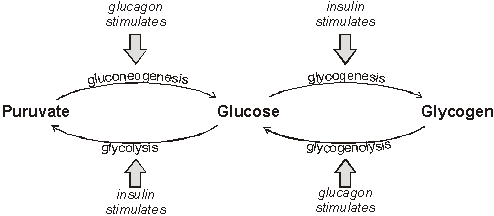 glucagon
stimulates
insulin
stimulates
gluconeogenesis
glycogenesis
Puruvate
Glucose
Glycogen
glycolysis
glycogenolysis
insulin
stimulates
glucagon
stimulates